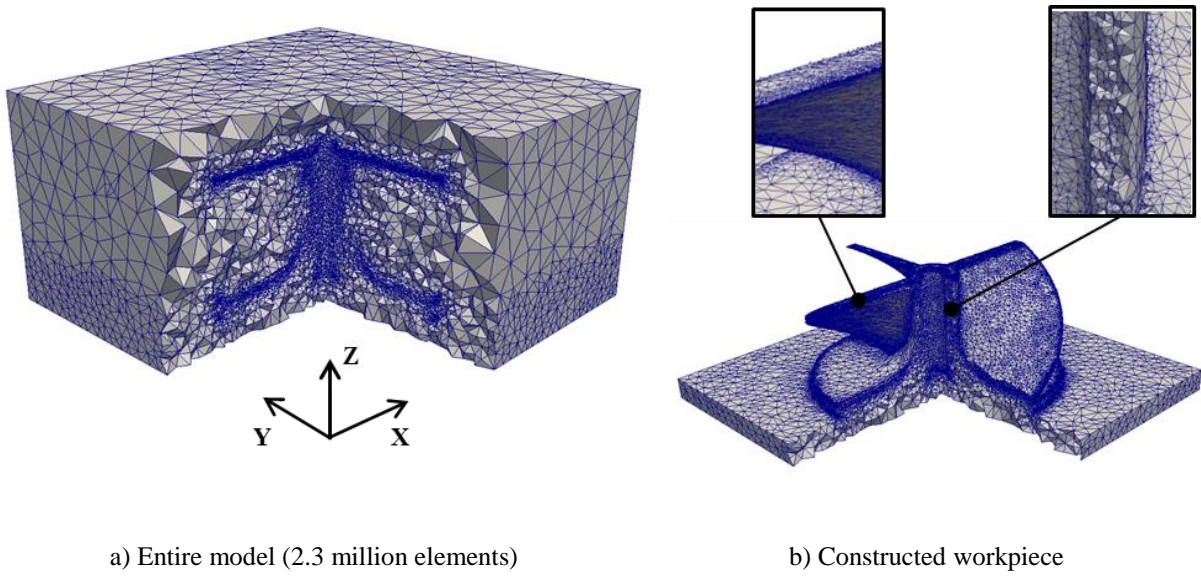 Z
Y
X
a) Entire model (2.3 million elements)
b) Constructed workpiece